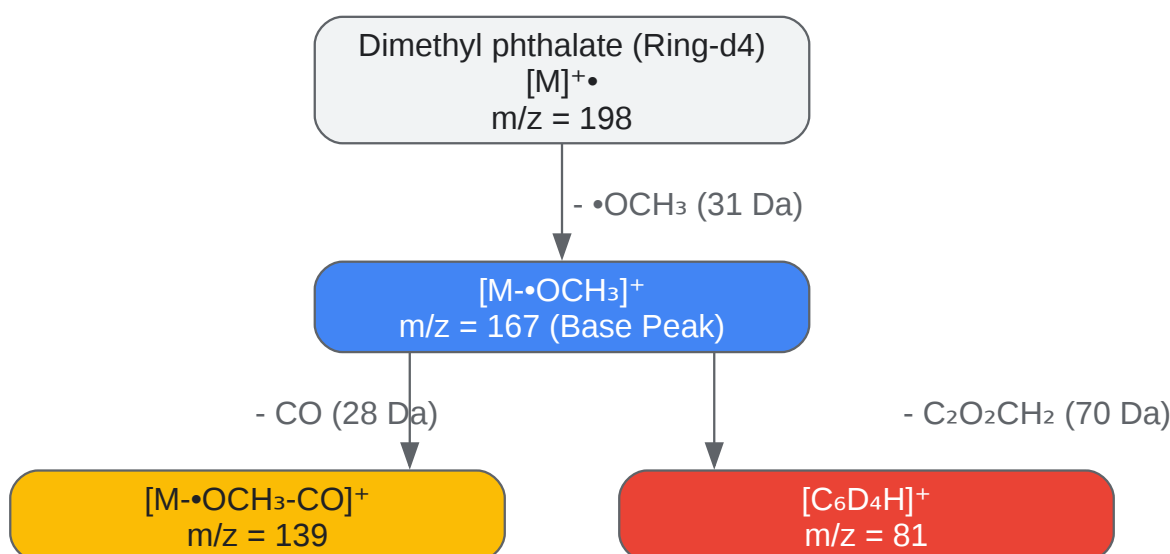 Dimethyl phthalate (Ring-d4)
[M]⁺•
m/z = 198
- •OCH₃ (31 Da)
[M-•OCH₃]⁺
m/z = 167 (Base Peak)
- CO (28 Da)
- C₂O₂CH₂ (70 Da)
[M-•OCH₃-CO]⁺
m/z = 139
[C₆D₄H]⁺
m/z = 81